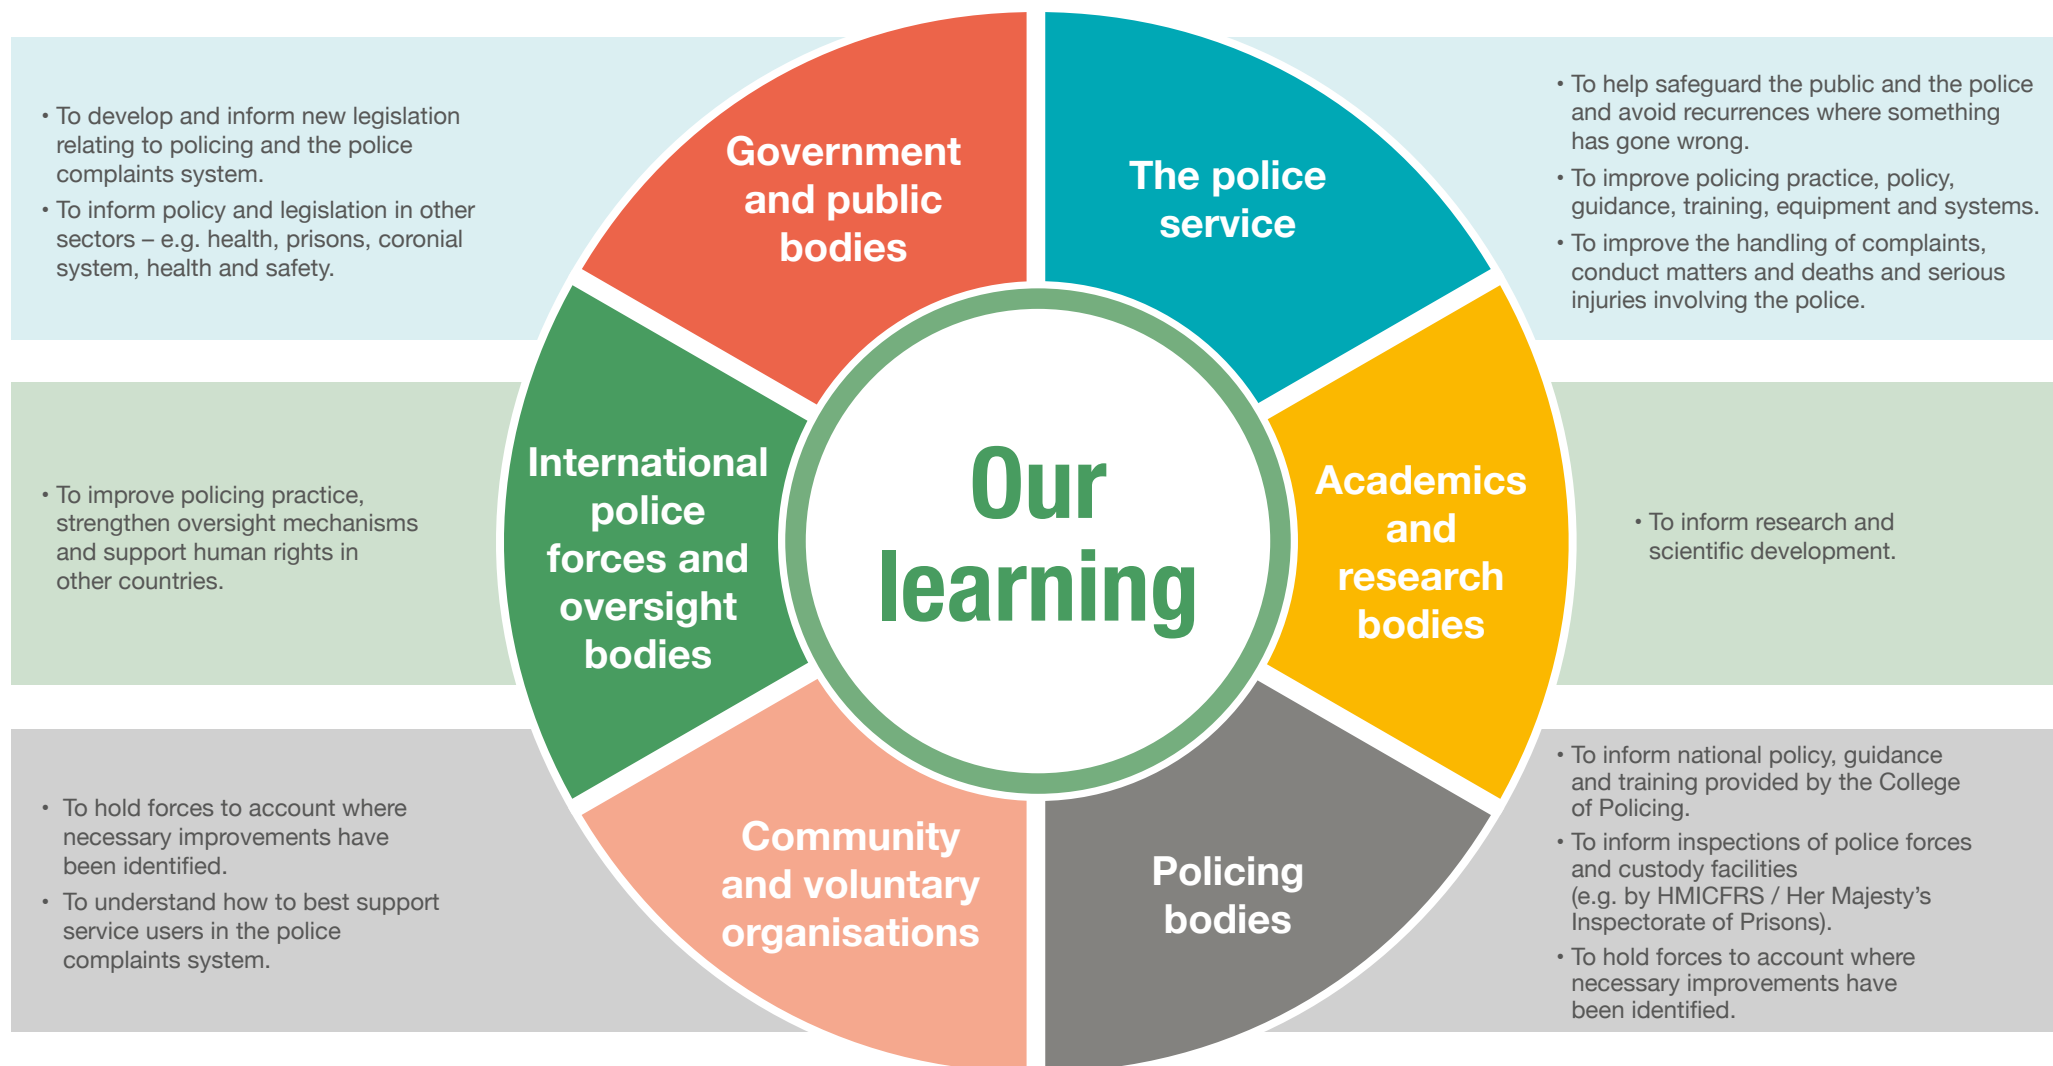 • To develop and inform new legislation
relating to policing and the police
complaints system.
• To inform policy and legislation in other
sectors – e.g. health, prisons, coronial
system, health and safety.
Government
and public
bodies
The police
service
• To help safeguard the public and the police
and avoid recurrences where something
has gone wrong.
• To improve policing practice, policy,
guidance, training, equipment and systems.
• To improve the handling of complaints,
conduct matters and deaths and serious
injuries involving the police.
• To improve policing practice,
strengthen oversight mechanisms
and support human rights in
other countries.
International
police
forces and
oversight
bodies
Our
learning
Academics
and
research
bodies
• To inform research and
scientific development.
• To hold forces to account where
necessary improvements have
been identified.
• To understand how to best support
service users in the police
complaints system.
Community
and voluntary
organisations
Policing
bodies
• To inform national policy, guidance
and training provided by the College
of Policing.
• To inform inspections of police forces
and custody facilities
(e.g. by HMICFRS / Her Majesty’s
Inspectorate of Prisons).
• To hold forces to account where
necessary improvements have
been identified.